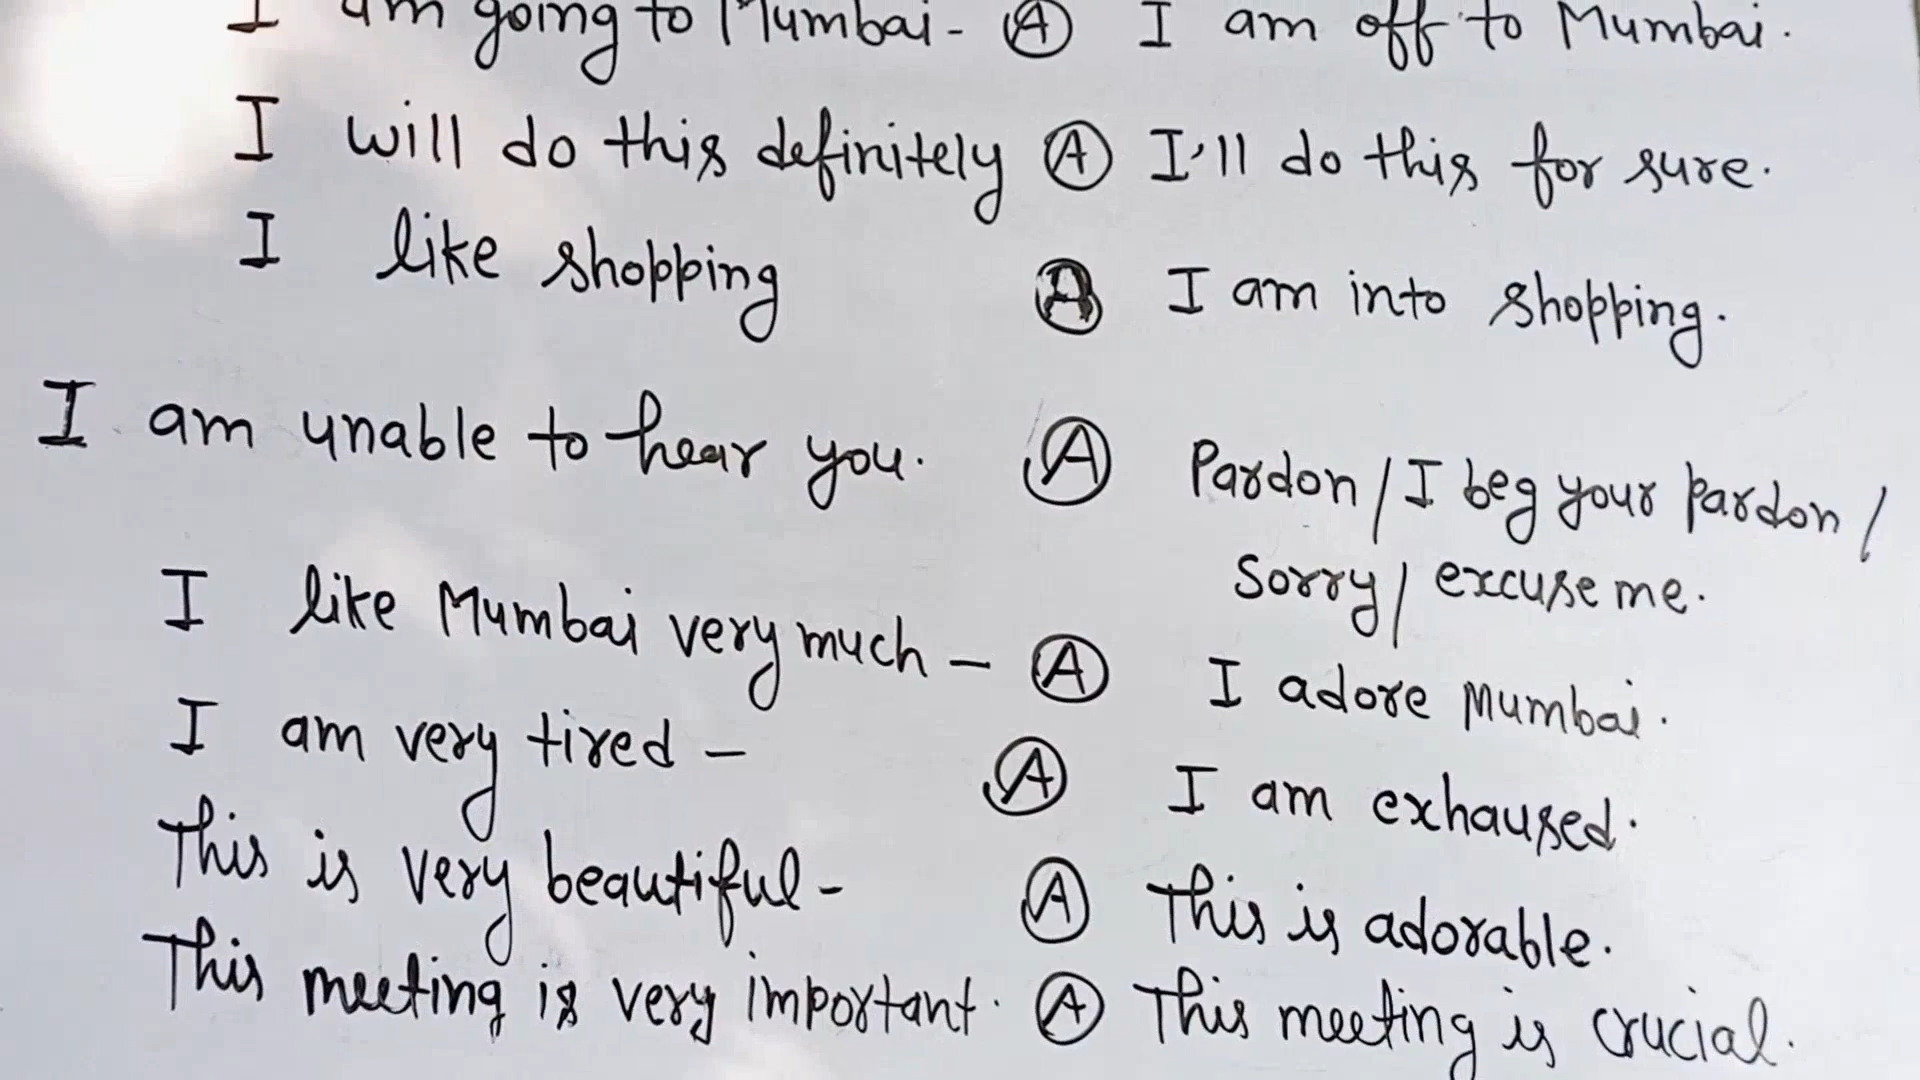 I am going to Mumbai - Ⓐ I am off to Mumbai.
I will do this definitely Ⓐ I'll do this for sure.
I like shopping Ⓐ I am into shopping.
I am unable to hear you. Ⓐ Pardon / I beg your pardon /
Sorry / excuse me.
I like Mumbai very much - Ⓐ I adore Mumbai.
I am very tired - Ⓐ I am exhaused.
This is very beautiful - Ⓐ This is adorable.
This meeting is very important. Ⓐ This meeting is crucial.